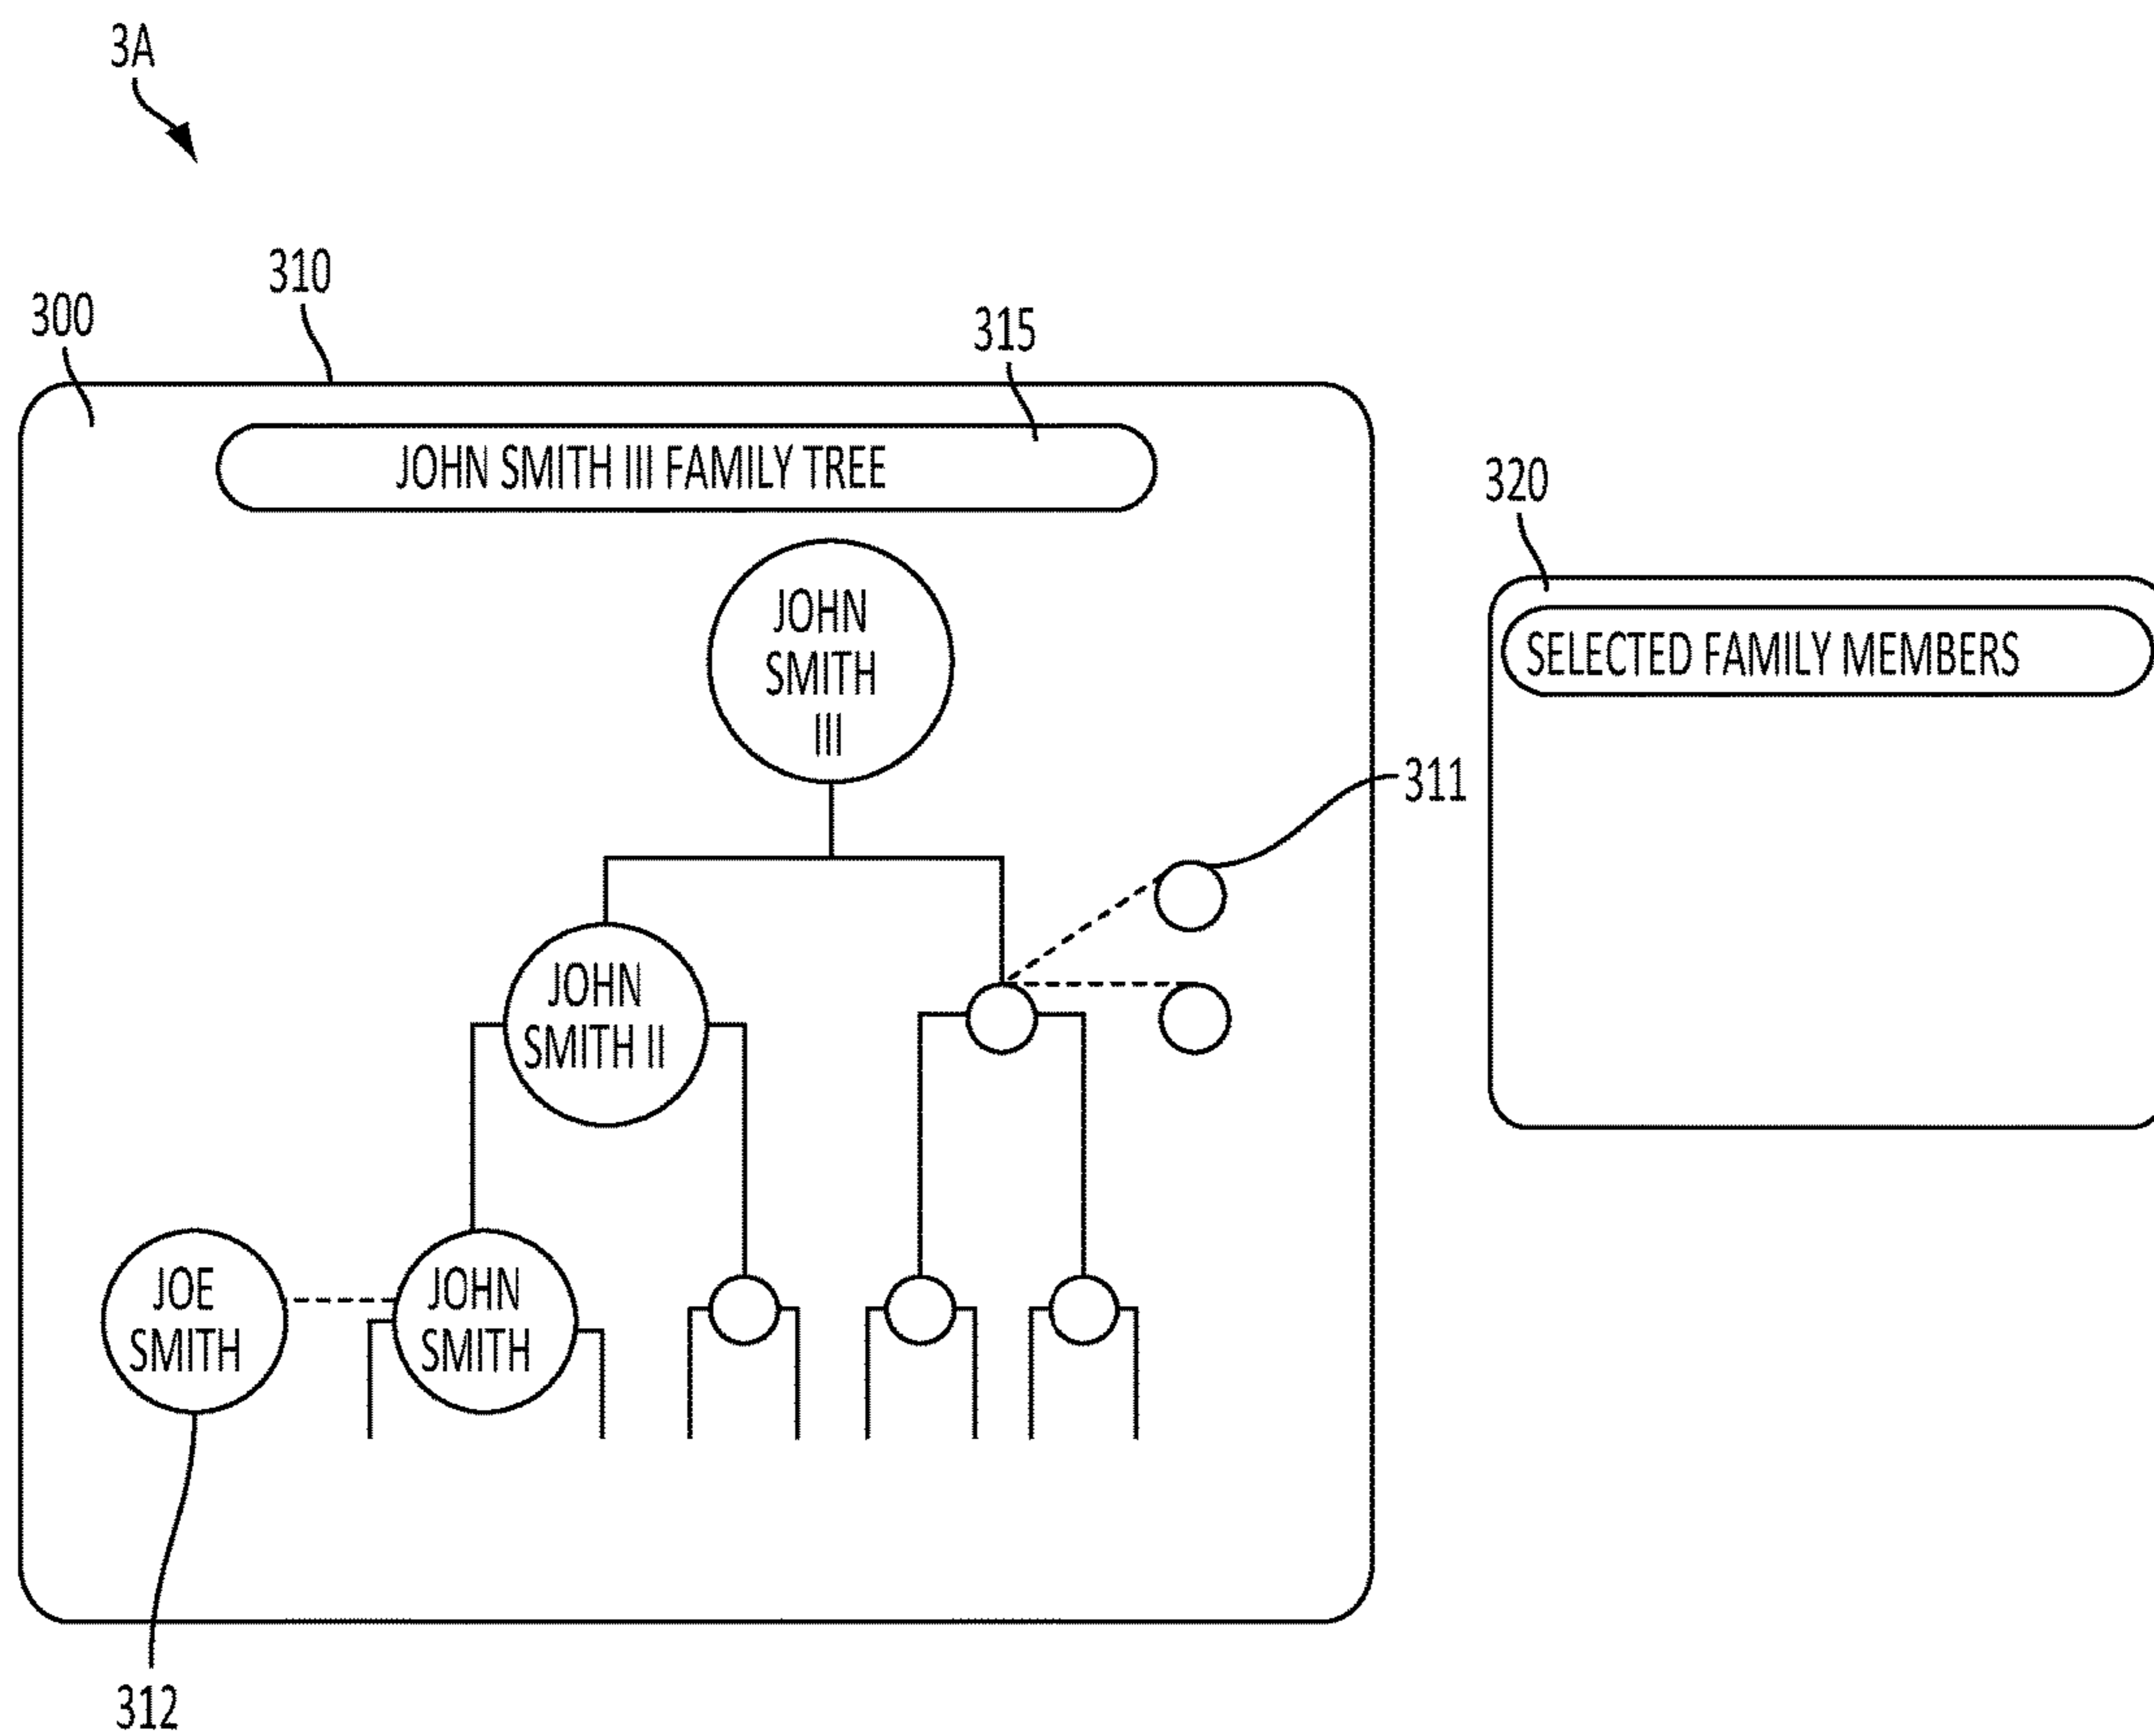 3A
310
300
315
JOHN SMITH III FAMILY TREE
320
JOHN
SMITH
III
SELECTED FAMILY MEMBERS
311
JOHN
SMITH II
JOE
SMITH
JOHN
SMITH
312